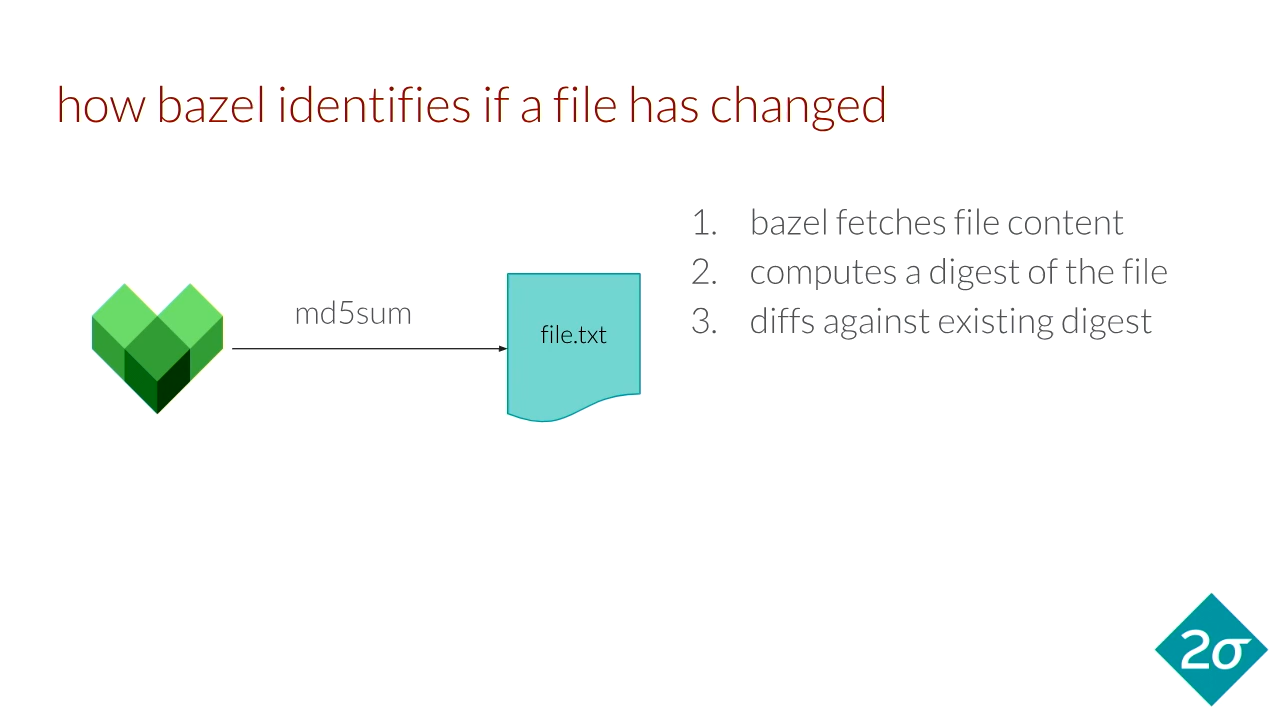 how bazel identifies if a file has changed
md5sum
file.txt
1. bazel fetches file content
2. computes a digest of the file
3. diffs against existing digest
2σ